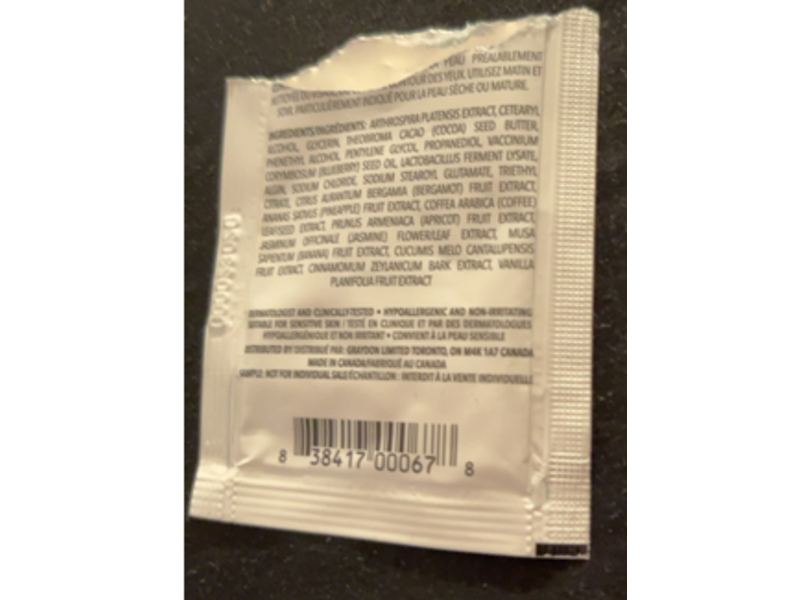 LA PEAU PRÉALABLEMENT
CONTOUR DES YEUX. UTILISEZ MATIN ET
SOIR. PARTICULIÈREMENT INDIQUÉ POUR LA PEAU SÈCHE OU MATURE.
INGREDIENTS/INGRÉDIENTS: ARTHROSPIRA PLATENSIS EXTRACT, CETEARYL
ALCOHOL, GLYCERIN, THEOBROMA CACAO (COCOA) SEED BUTTER,
PHENETHYL ALCOHOL, PENTYLENE GLYCOL, PROPANEDIOL, VACCINIUM
CORYMBOSUM (BLUEBERRY) SEED OIL, LACTOBACILLUS FERMENT LYSATE,
ALGIN, SODIUM CHLORIDE, SODIUM STEAROYL GLUTAMATE, TRIETHYL
CITRATE, CITRUS AURANTIUM BERGAMIA (BERGAMOT) FRUIT EXTRACT,
ANANAS SATIVUS (PINEAPPLE) FRUIT EXTRACT, COFFEA ARABICA (COFFEE)
LEAF/SEED EXTRACT, PRUNUS ARMENIACA (APRICOT) FRUIT EXTRACT,
JASMINUM OFFICINALE (JASMINE) FLOWER/LEAF EXTRACT, MUSA
SAPIENTUM (BANANA) FRUIT EXTRACT, CUCUMIS MELO CANTALUPENSIS
FRUIT EXTRACT, CINNAMOMUM ZEYLANICUM BARK EXTRACT, VANILLA
PLANIFOLIA FRUIT EXTRACT
DERMATOLOGIST AND CLINICALLY-TESTED • HYPOALLERGENIC AND NON-IRRITATING
SUITABLE FOR SENSITIVE SKIN / TESTÉ EN CLINIQUE ET PAR DES DERMATOLOGUES
HYPOALLERGÉNIQUE ET NON IRRITANT • CONVIENT À LA PEAU SENSIBLE
DISTRIBUTED BY/DISTRIBUÉ PAR: GRAYDON LIMITED TORONTO, ON M4K 1A7 CANADA
MADE IN CANADA/FABRIQUÉ AU CANADA
SAMPLE: NOT FOR INDIVIDUAL SALE/ÉCHANTILLON : INTERDIT À LA VENTE INDIVIDUELLE
8 38417 00067 8